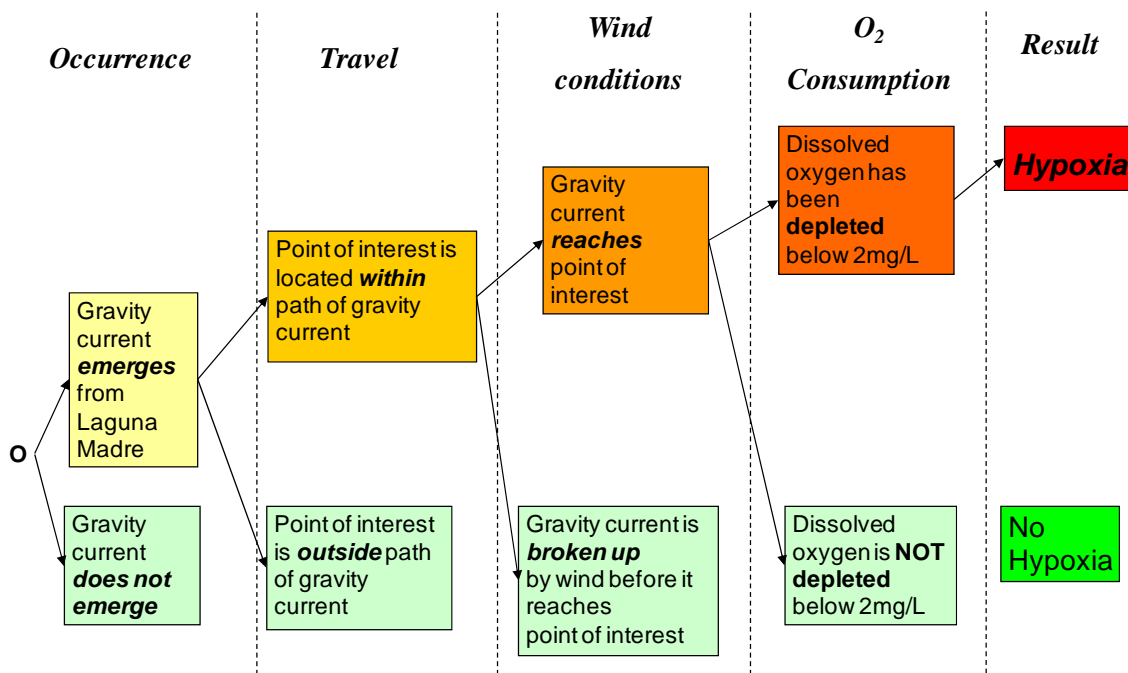 Occurrence
Travel
Wind
conditions
O2
Consumption
Result
O
Gravity
current
emerges
from
Laguna
Madre
Gravity
current
does not
emerge
Point of interest is
located within
path of gravity
current
Point of interest
is outside path
of gravity
current
Gravity
current
reaches
point of
interest
Gravity current is
broken up
by wind before it
reaches
point of interest
Dissolved
oxygen has
been
depleted
below 2mg/L
Dissolved
oxygen is NOT
depleted
below 2mg/L
Hypoxia
No
Hypoxia